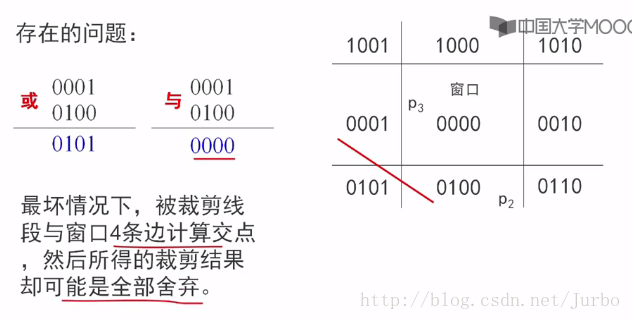 中国大学MOOC
存在的问题：
或 0001
0100
0101
与 0001
0100
0000
最坏情况下，被裁剪线
段与窗口4条边计算交点
，然后所得的裁剪结果
却可能是全部舍弃。
1001 1000 1010
窗口
p3
0001 0000 0010
0101 0100 0110
p2
http://blog.csdn.net/Jurbo